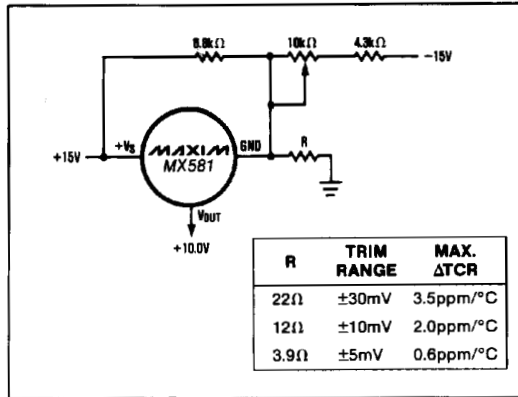 6.8kΩ 10kΩ 4.3kΩ
−15V
+15V
+VS
MAXIM
MX581
GND
R
VOUT
+10.0V
R TRIM RANGE MAX. ΔTCR
22Ω ±30mV 3.5ppm/°C
12Ω ±10mV 2.0ppm/°C
3.9Ω ±5mV 0.6ppm/°C